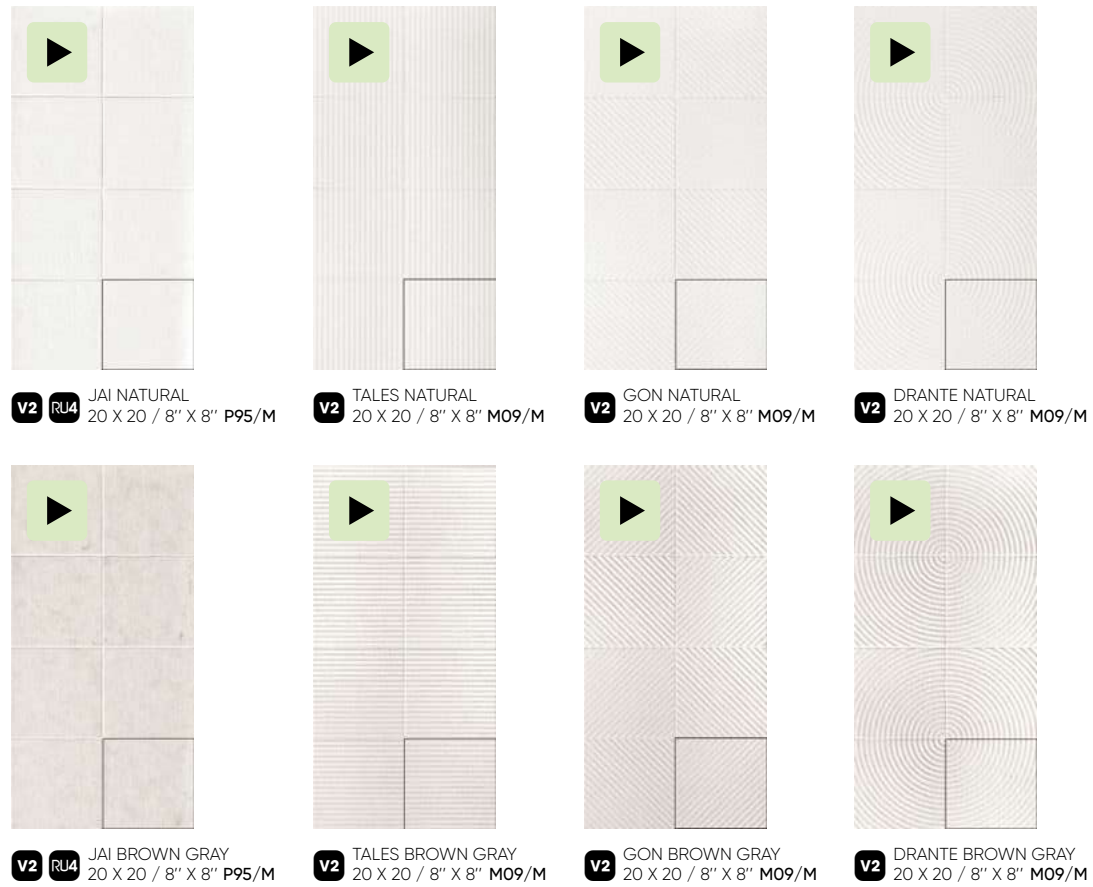 V2 RU4 JAI NATURAL
20 X 20 / 8'' X 8'' P95/M
V2 TALES NATURAL
20 X 20 / 8'' X 8'' M09/M
V2 GON NATURAL
20 X 20 / 8'' X 8'' M09/M
V2 DRANTE NATURAL
20 X 20 / 8'' X 8'' M09/M
V2 RU4 JAI BROWN GRAY
20 X 20 / 8'' X 8'' P95/M
V2 TALES BROWN GRAY
20 X 20 / 8'' X 8'' M09/M
V2 GON BROWN GRAY
20 X 20 / 8'' X 8'' M09/M
V2 DRANTE BROWN GRAY
20 X 20 / 8'' X 8'' M09/M